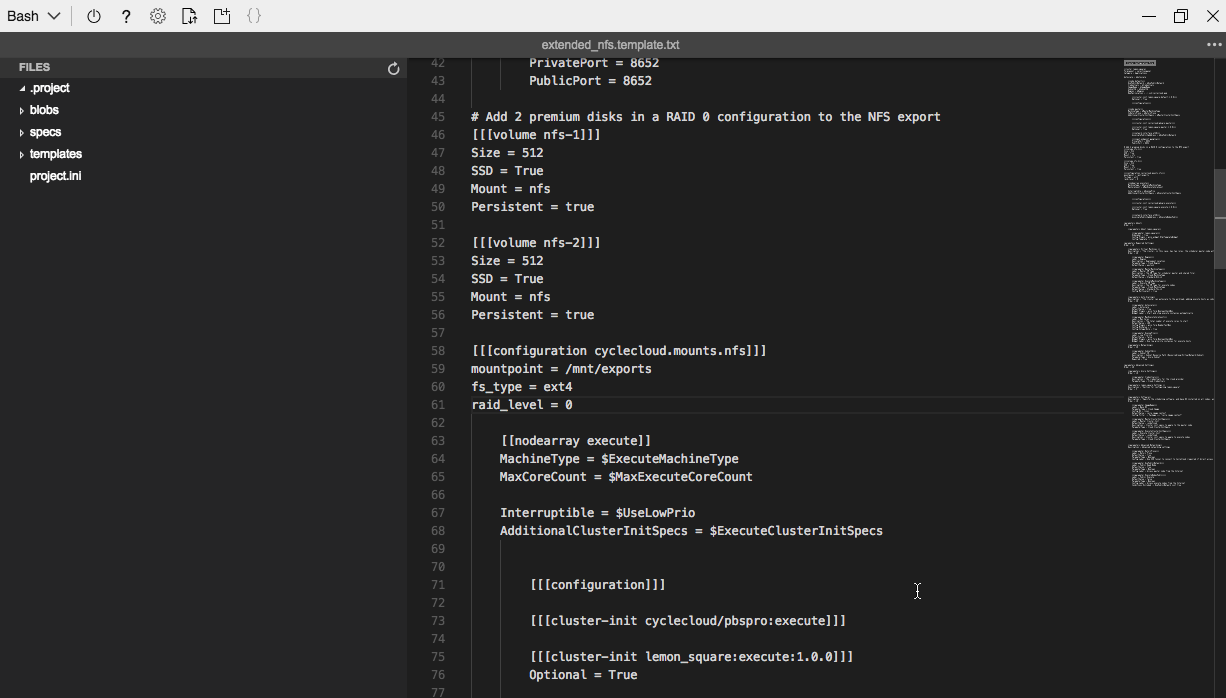 Bash
?
{}
extended_nfs.template.txt
FILES
.project
blobs
specs
templates
project.ini
42 PrivatePort = 8652
43 PublicPort = 8652
44
45 # Add 2 premium disks in a RAID 0 configuration to the NFS export
46 [[[volume nfs-1]]]
47 Size = 512
48 SSD = True
49 Mount = nfs
50 Persistent = true
51
52 [[[volume nfs-2]]]
53 Size = 512
54 SSD = True
55 Mount = nfs
56 Persistent = true
57
58 [[[configuration cyclecloud.mounts.nfs]]]
59 mountpoint = /mnt/exports
60 fs_type = ext4
61 raid_level = 0
62
63 [[nodearray execute]]
64 MachineType = $ExecuteMachineType
65 MaxCoreCount = $MaxExecuteCoreCount
66
67 Interruptible = $UseLowPrio
68 AdditionalClusterInitSpecs = $ExecuteClusterInitSpecs
69
70
71 [[[configuration]]]
72
73 [[[cluster-init cyclecloud/pbspro:execute]]]
74
75 [[[cluster-init lemon_square:execute:1.0.0]]]
76 Optional = True
77